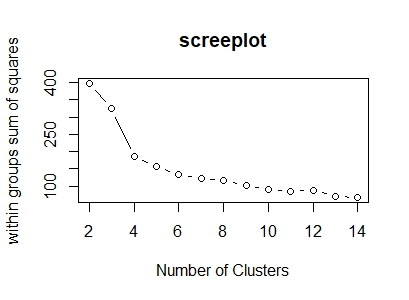 screeplot
within groups sum of squares
400
250
100
2 4 6 8 10 12 14
Number of Clusters